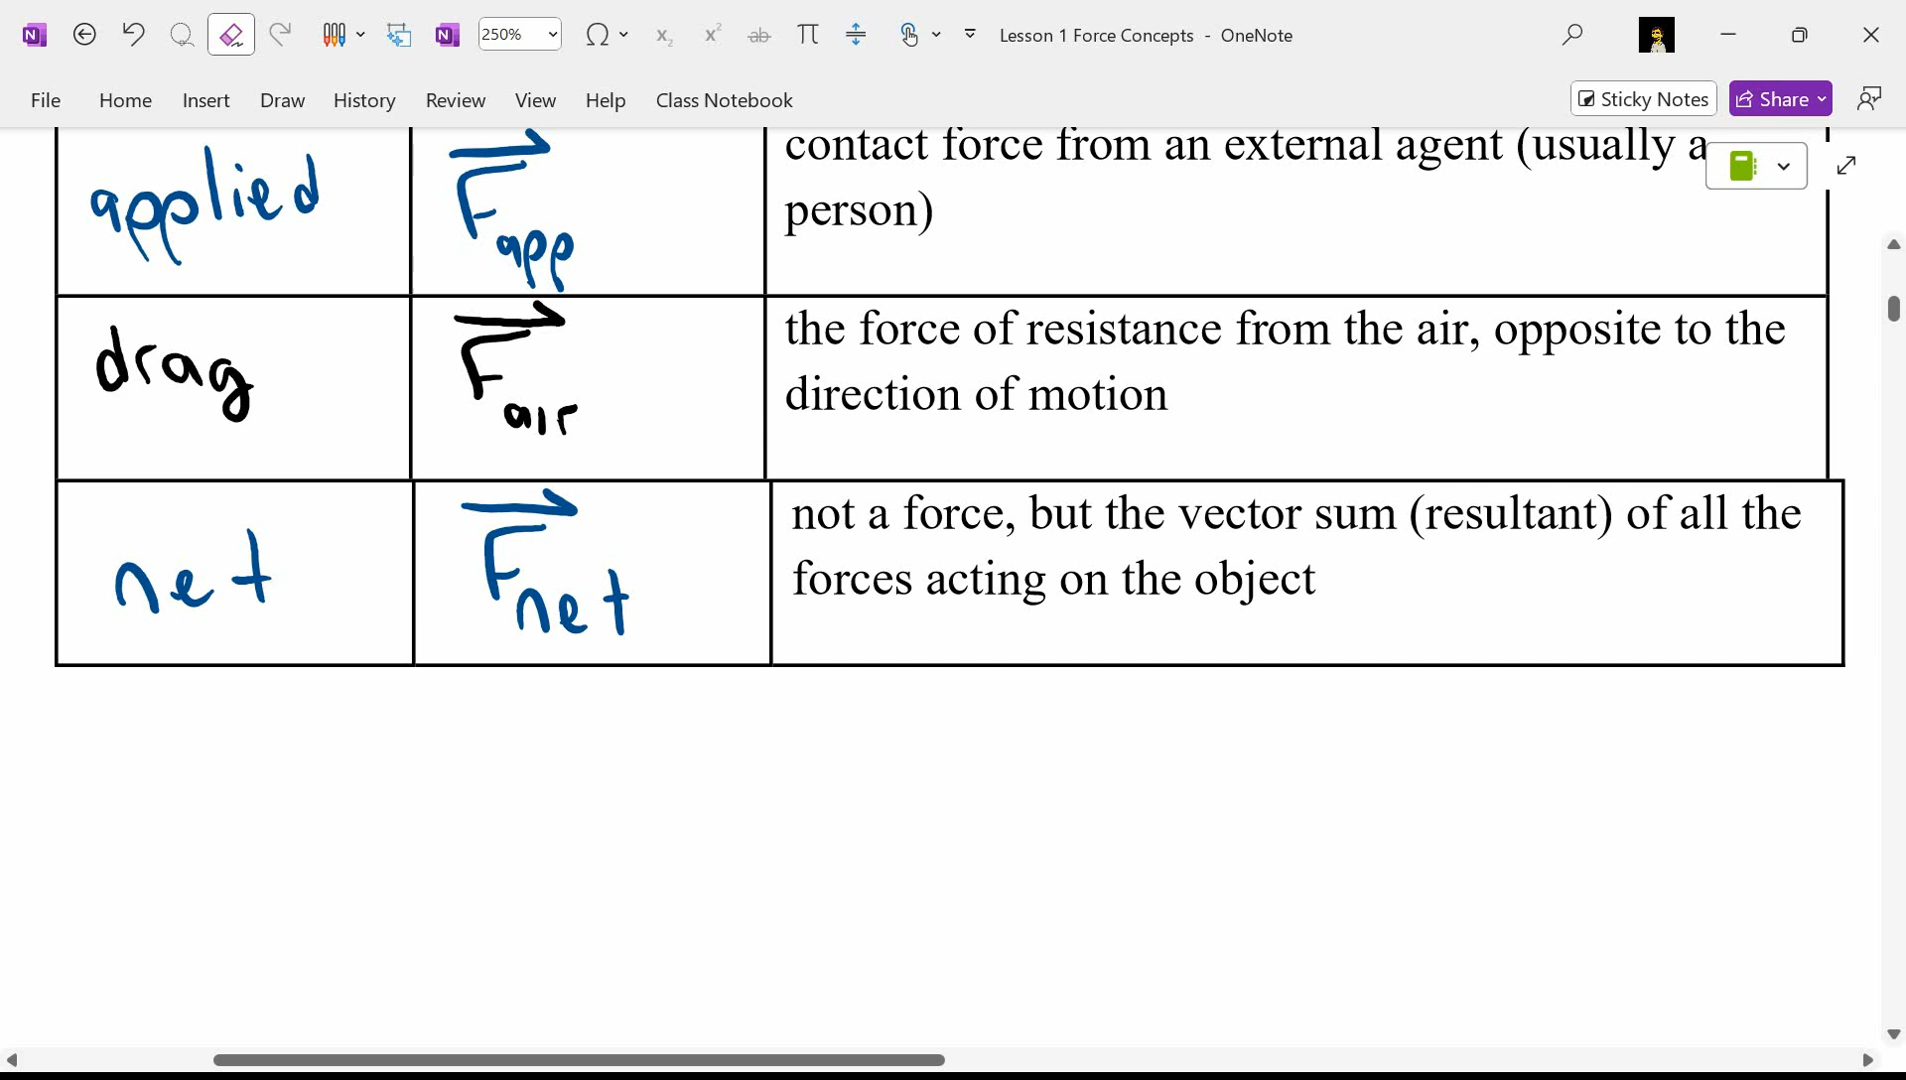 250%
Lesson 1 Force Concepts - OneNote
File Home Insert Draw History Review View Help Class Notebook
Sticky Notes
Share
applied
F app
contact force from an external agent (usually a
person)
drag
F air
the force of resistance from the air, opposite to the
direction of motion
net
F net
not a force, but the vector sum (resultant) of all the
forces acting on the object